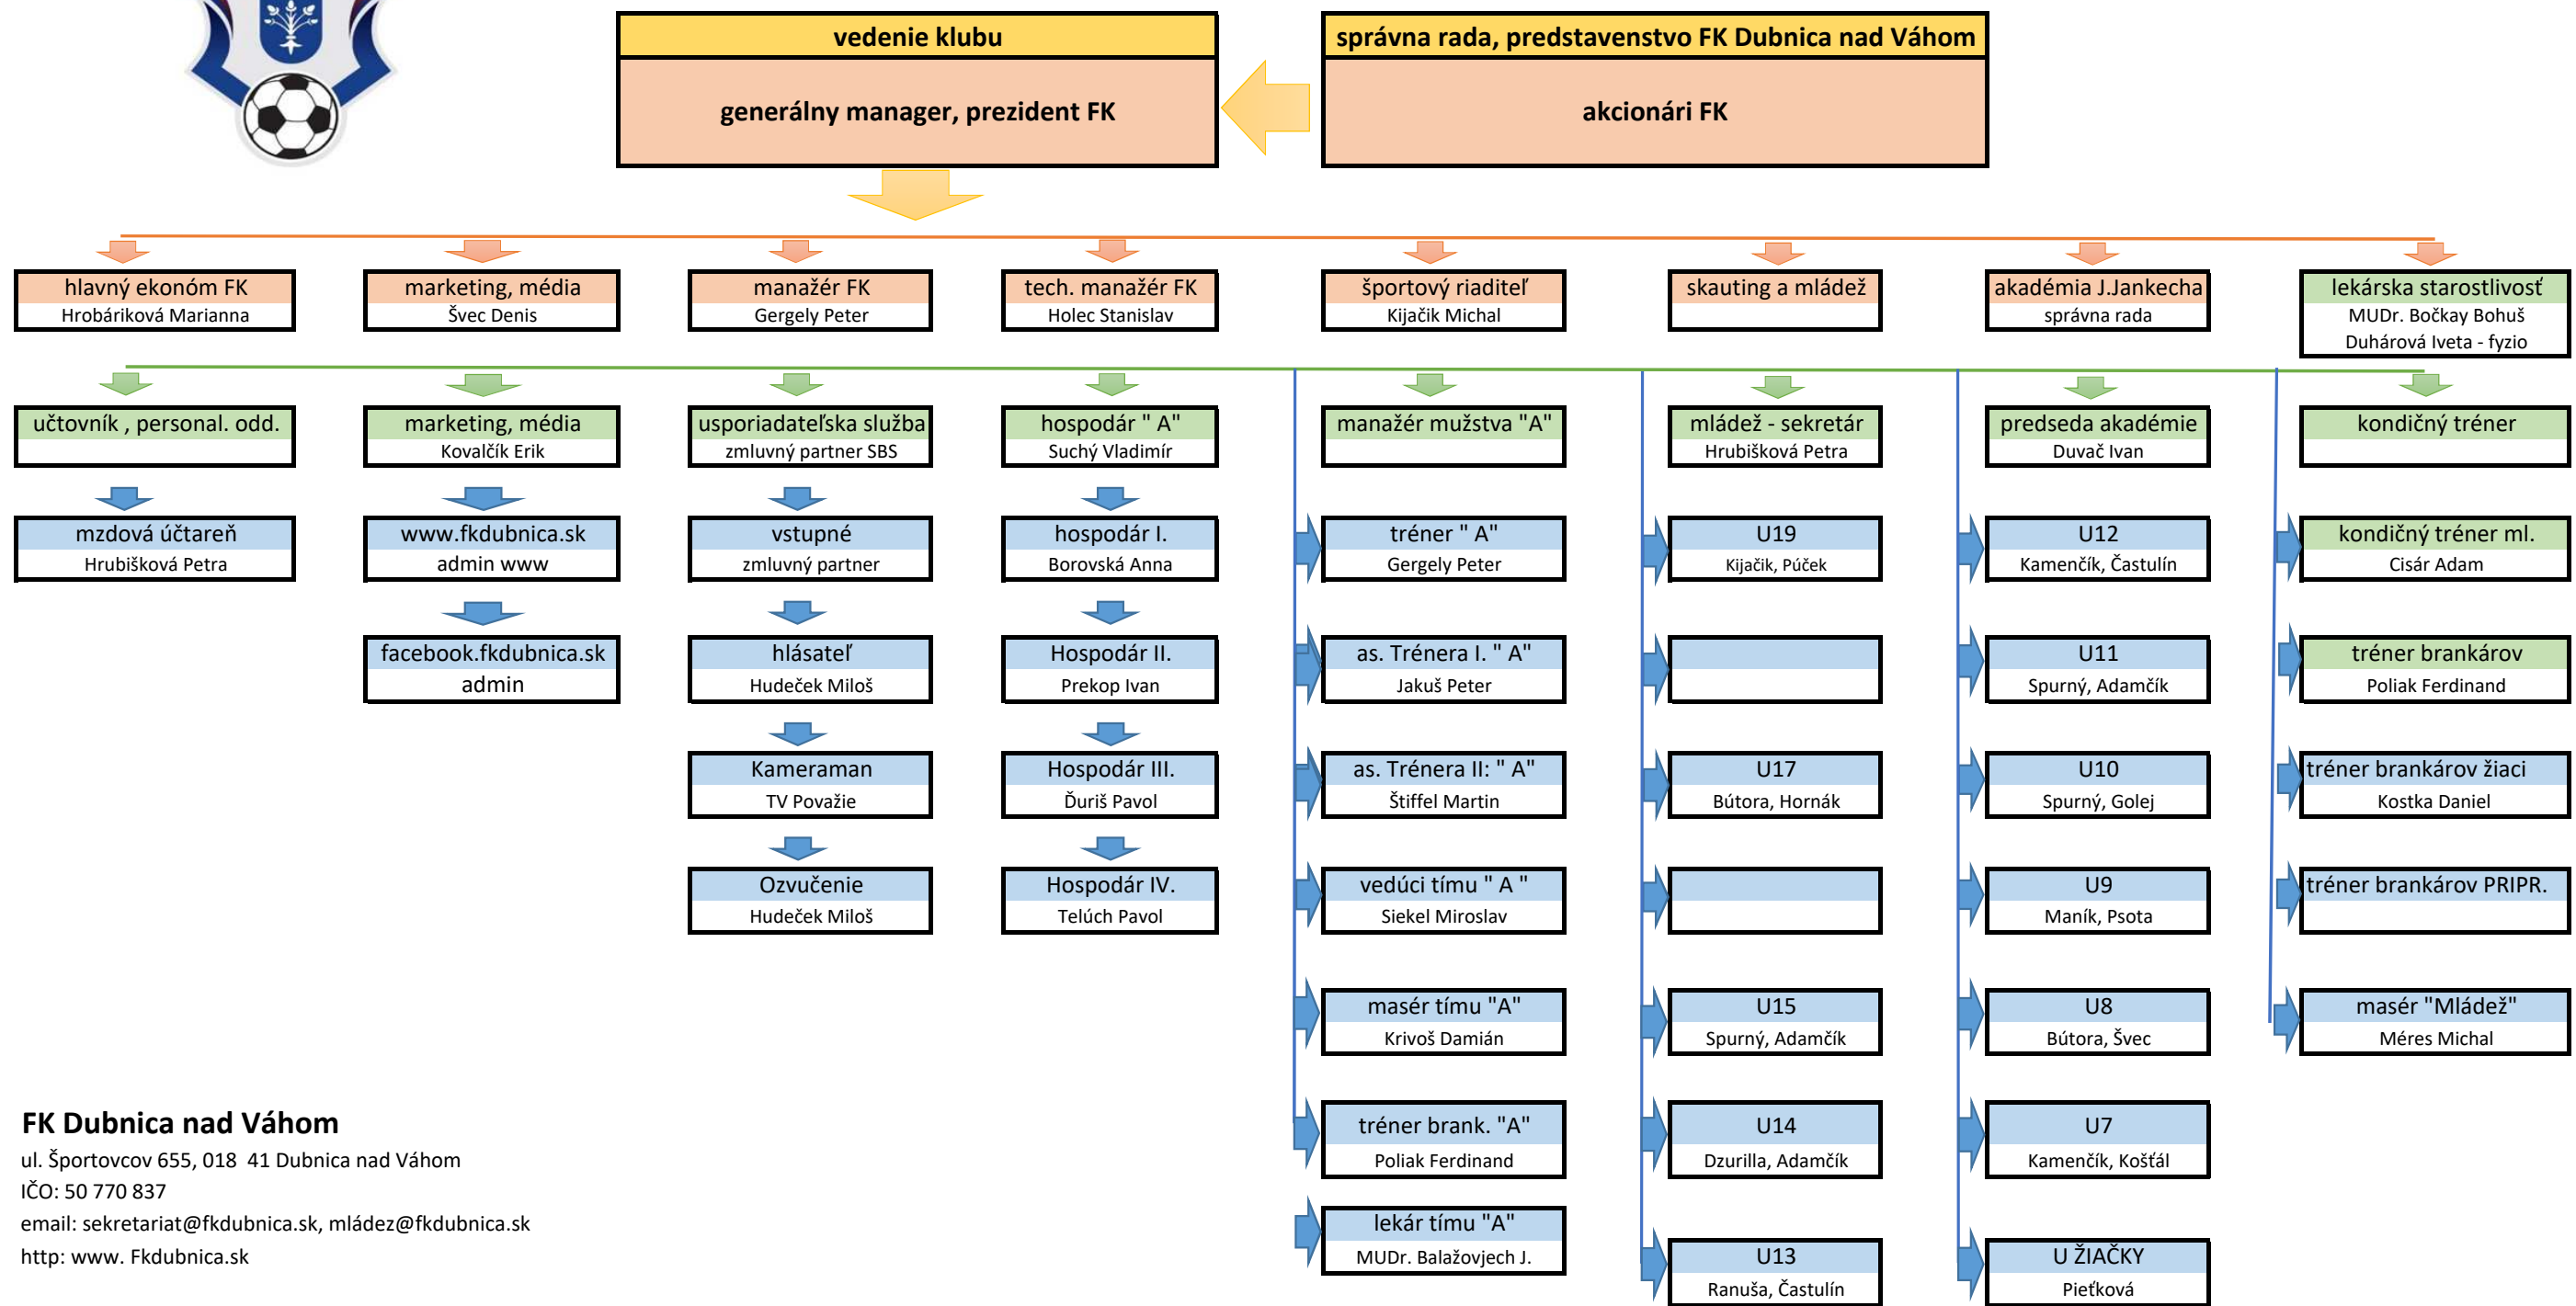 vedenie klubu
generálny manager, prezident FK
správna rada, predstavenstvo FK Dubnica nad Váhom
akcionári FK
hlavný ekonóm FK
Hrobáriková Marianna
marketing, média
Švec Denis
manažér FK
Gergely Peter
tech. manažér FK
Holec Stanislav
športový riaditeľ
Kijačik Michal
skauting a mládež
akadémia J.Jankecha
správna rada
lekárska starostlivosť
MUDr. Bočkay Bohuš
Duhárová Iveta - fyzio
učtovník , personal. odd.
marketing, média
Kovalčík Erik
usporiadateľska služba
zmluvný partner SBS
hospodár " A"
Suchý Vladimír
manažér mužstva "A"
mládež - sekretár
Hrubišková Petra
predseda akadémie
Duvač Ivan
kondičný tréner
mzdová účtareň
Hrubišková Petra
www.fkdubnica.sk
admin www
vstupné
zmluvný partner
hospodár I.
Borovská Anna
tréner " A"
Gergely Peter
U19
Kijačik, Púček
U12
Kamenčík, Častulín
kondičný tréner ml.
Cisár Adam
facebook.fkdubnica.sk
admin
hlásateľ
Hudeček Miloš
Hospodár II.
Prekop Ivan
as. Trénera I. " A"
Jakuš Peter
U11
Spurný, Adamčík
tréner brankárov
Poliak Ferdinand
Kameraman
TV Považie
Hospodár III.
Ďuriš Pavol
as. Trénera II: " A"
Štiffel Martin
U17
Bútora, Hornák
U10
Spurný, Golej
tréner brankárov žiaci
Kostka Daniel
Ozvučenie
Hudeček Miloš
Hospodár IV.
Telúch Pavol
vedúci tímu " A "
Siekel Miroslav
U9
Maník, Psota
tréner brankárov PRIPR.
masér tímu "A"
Krivoš Damián
U15
Spurný, Adamčík
U8
Bútora, Švec
masér "Mládež"
Méres Michal
tréner brank. "A"
Poliak Ferdinand
U14
Dzurilla, Adamčík
U7
Kamenčík, Košťál
lekár tímu "A"
MUDr. Balažovjech J.
U13
Ranuša, Častulín
U ŽIAČKY
Pieťková
FK Dubnica nad Váhom
ul. Športovcov 655, 018  41 Dubnica nad Váhom
IČO: 50 770 837
email: sekretariat@fkdubnica.sk, mládez@fkdubnica.sk
http: www. Fkdubnica.sk